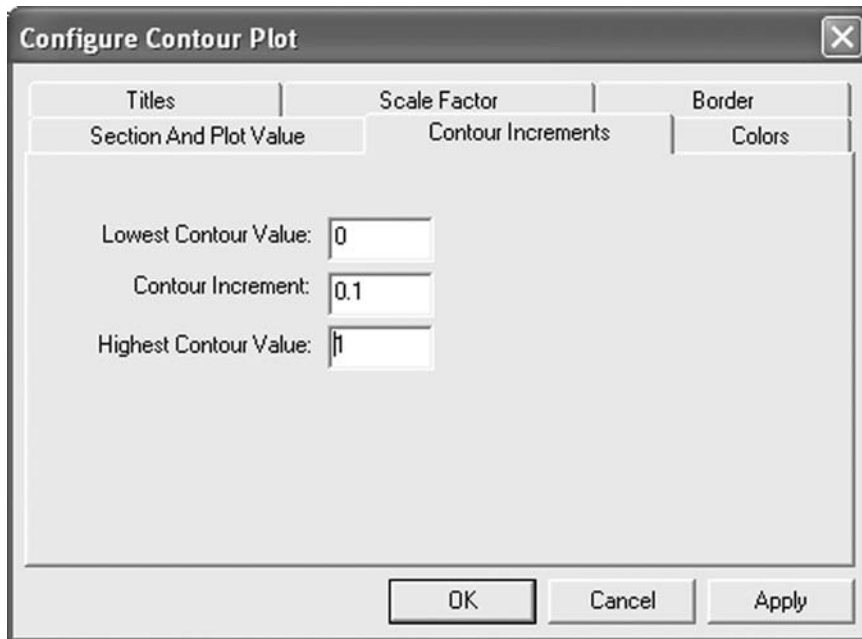 Configure Contour Plot
Titles Scale Factor Border
Section And Plot Value Contour Increments Colors
Lowest Contour Value: 0
Contour Increment: 0.1
Highest Contour Value: 1
OK Cancel Apply